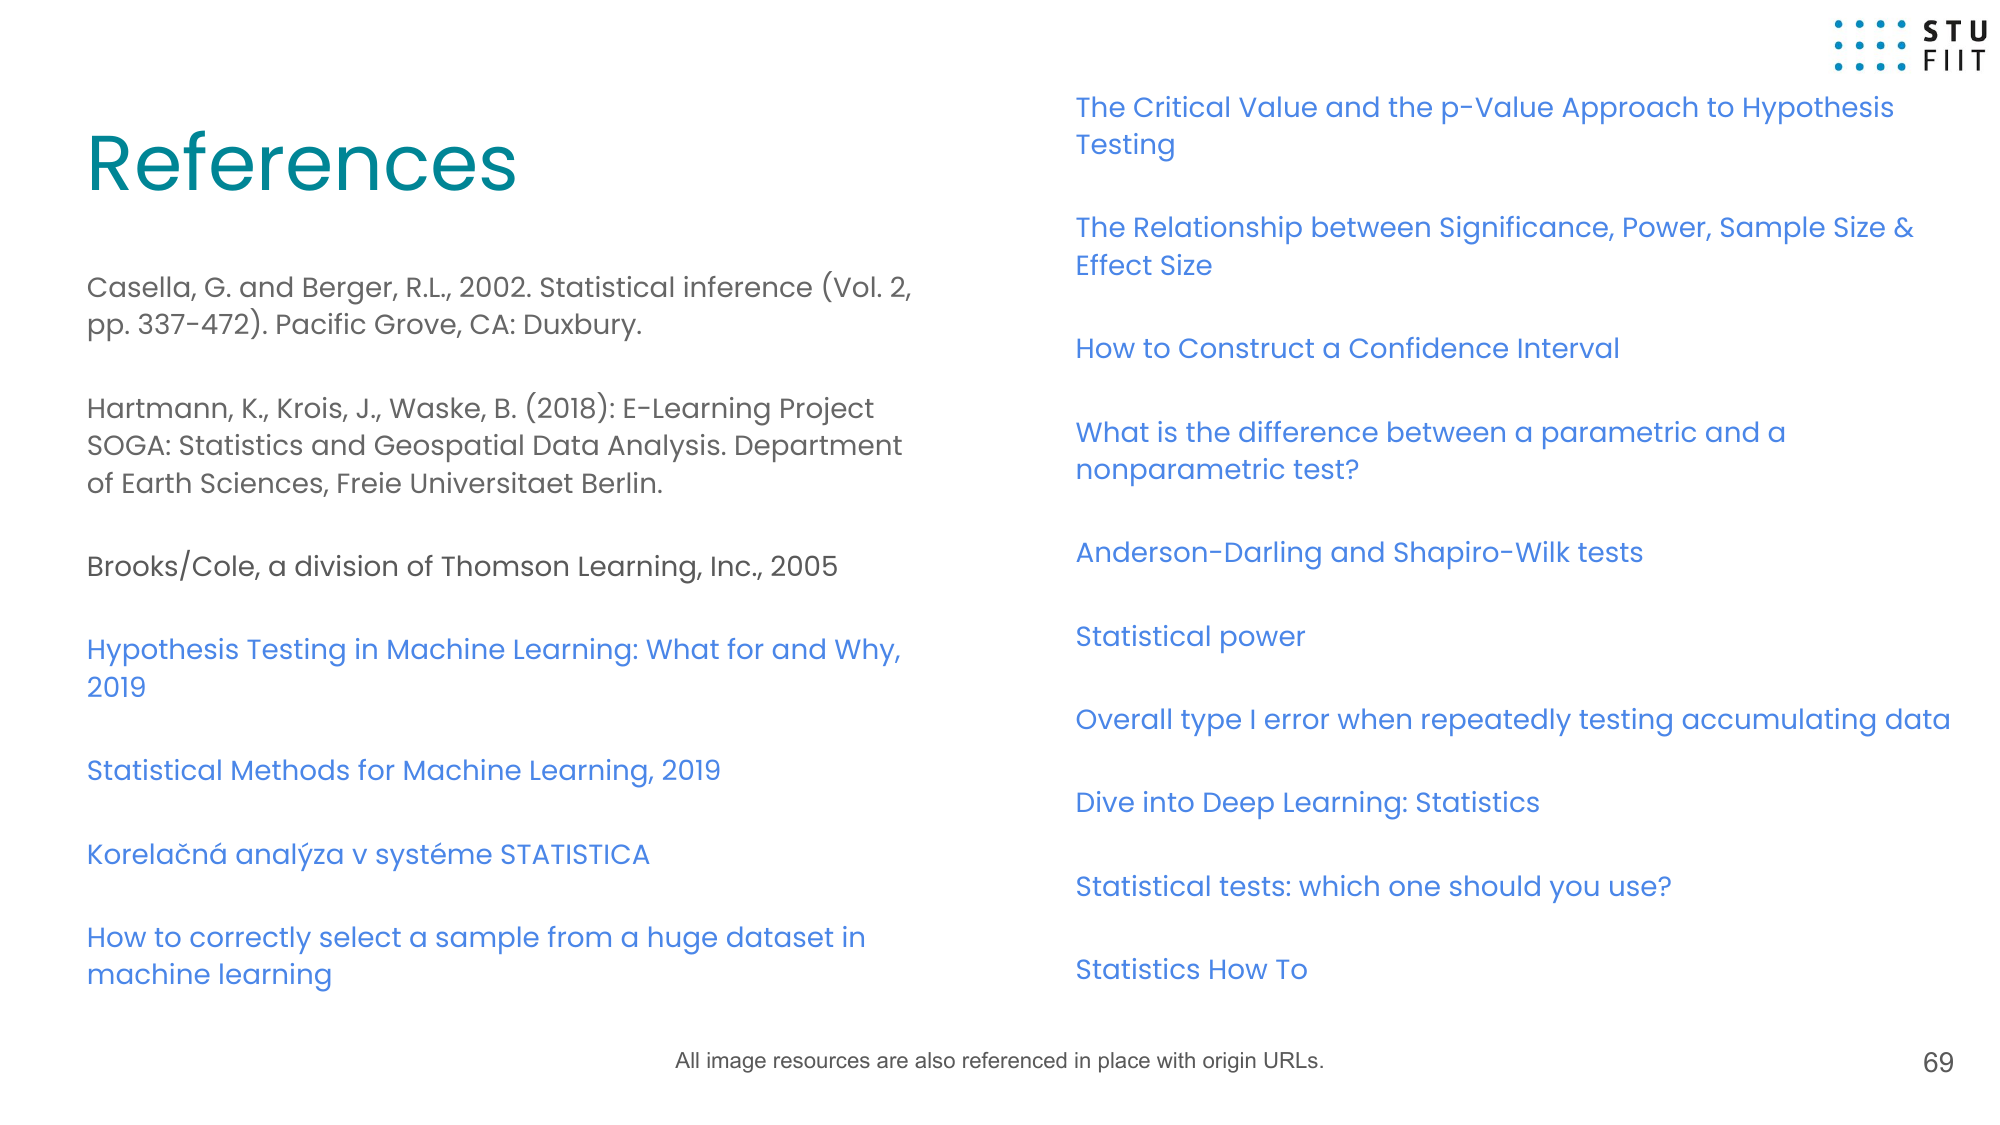 STU
FIIT
References
Casella, G. and Berger, R.L., 2002. Statistical inference (Vol. 2,
pp. 337-472). Pacific Grove, CA: Duxbury.
Hartmann, K., Krois, J., Waske, B. (2018): E-Learning Project
SOGA: Statistics and Geospatial Data Analysis. Department
of Earth Sciences, Freie Universitaet Berlin.
Brooks/Cole, a division of Thomson Learning, Inc., 2005
Hypothesis Testing in Machine Learning: What for and Why,
2019
Statistical Methods for Machine Learning, 2019
Korelačná analýza v systéme STATISTICA
How to correctly select a sample from a huge dataset in
machine learning
The Critical Value and the p-Value Approach to Hypothesis
Testing
The Relationship between Significance, Power, Sample Size &
Effect Size
How to Construct a Confidence Interval
What is the difference between a parametric and a
nonparametric test?
Anderson-Darling and Shapiro-Wilk tests
Statistical power
Overall type I error when repeatedly testing accumulating data
Dive into Deep Learning: Statistics
Statistical tests: which one should you use?
Statistics How To
All image resources are also referenced in place with origin URLs.
69